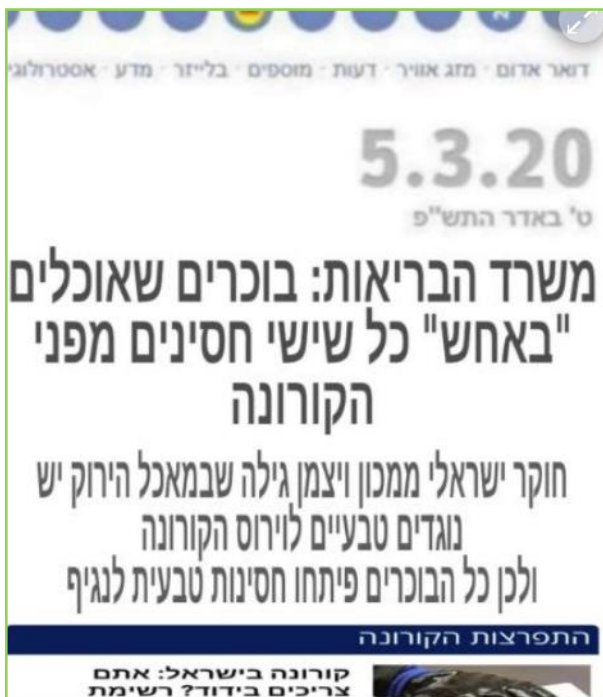 דואר אדום · מזג אוויר · דעות · מוספים · בלייזר · מדע · אסטרולוגי
5.3.20
ט' באדר התש"פ
משרד הבריאות: בוכרים שאוכלים
"באחש" כל שישי חסינים מפני
הקורונה
חוקר ישראלי ממכון ויצמן גילה שבמאכל הירוק יש
נוגדים טבעיים לוירוס הקורונה
ולכן כל הבוכרים פיתחו חסינות טבעית לנגיף
התפרצות הקורונה
קורונה בישראל: אתם
צריכים בידוד? רשימת